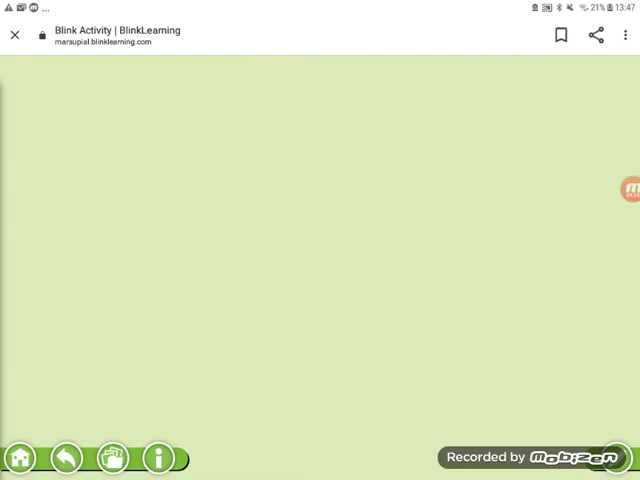 21% 13:47
Blink Activity | BlinkLearning
marsupial.blinklearning.com
Recorded by Mobizen